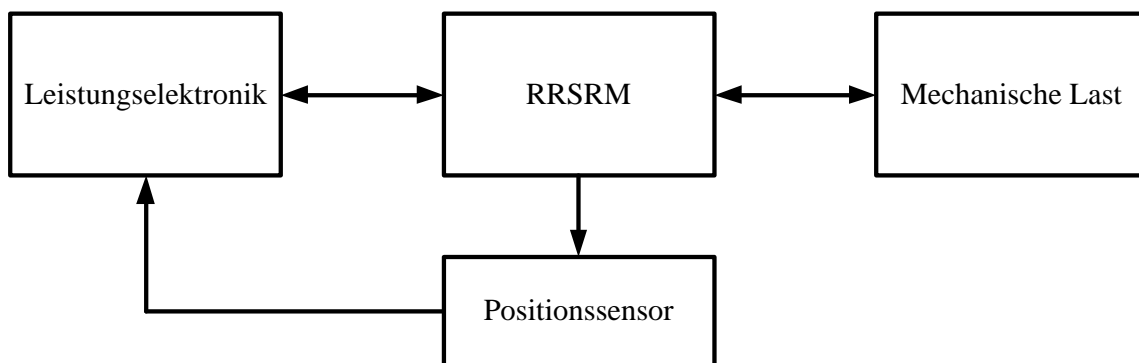 Leistungselektronik
RRSRM
Mechanische Last
Positionssensor